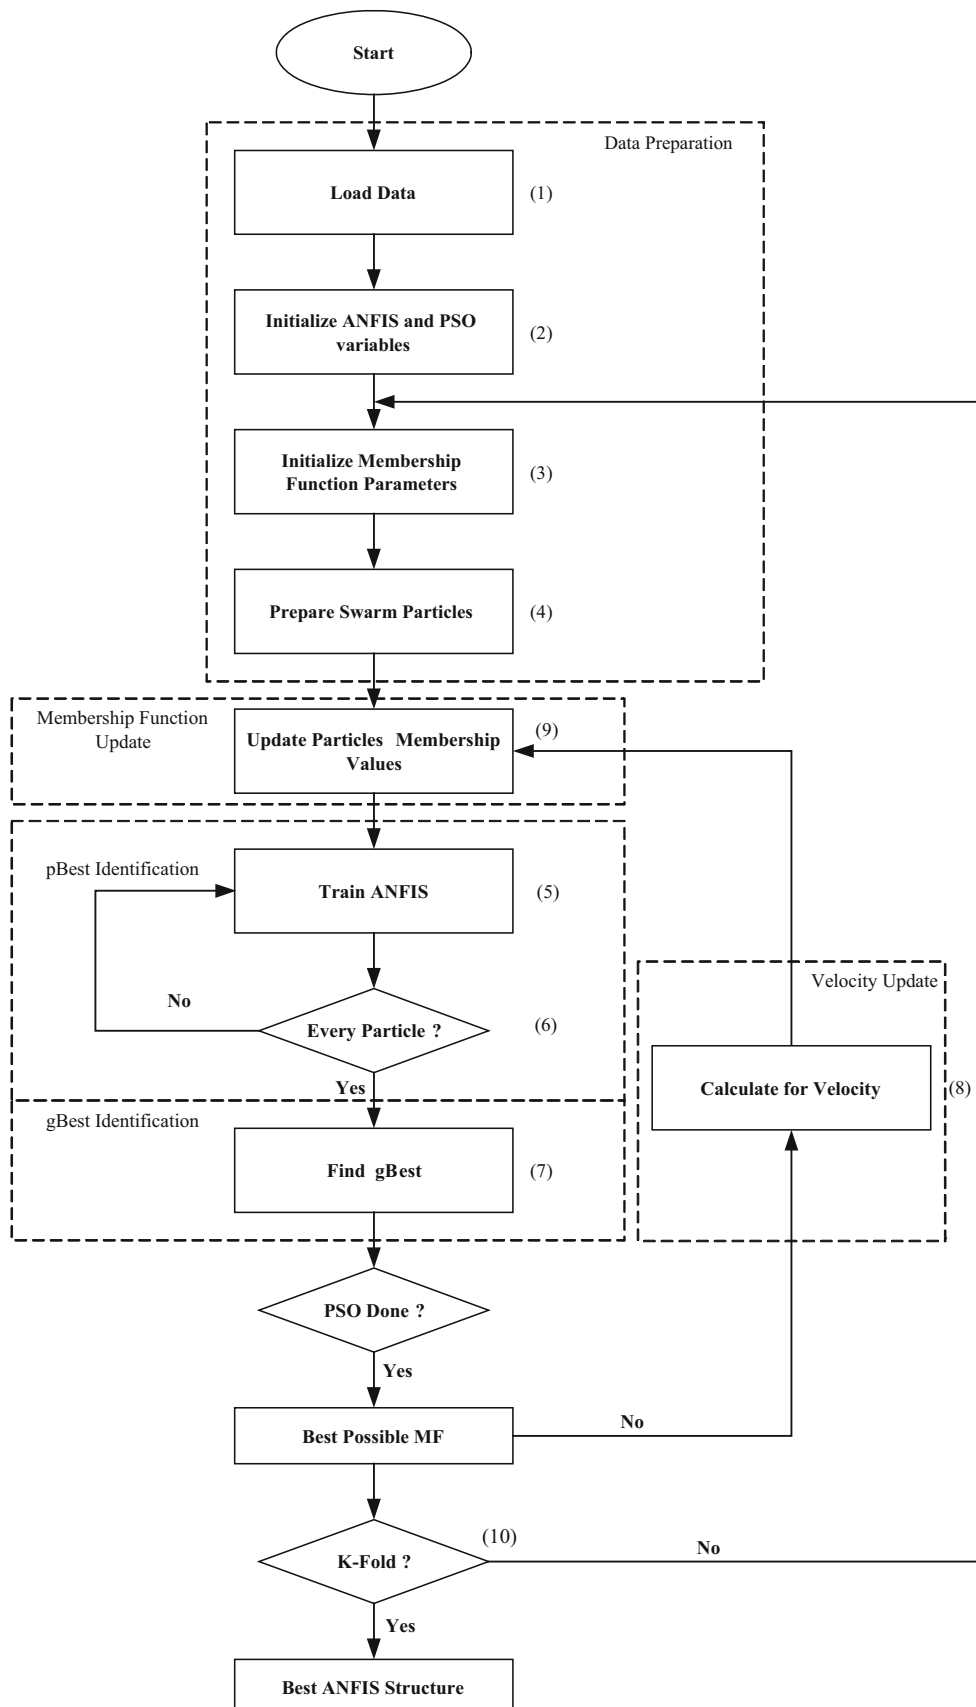 Start
Data Preparation
Load Data
(1)
Initialize ANFIS and PSO
variables
(2)
Initialize Membership
Function Parameters
(3)
Prepare Swarm Particles
(4)
Membership Function
Update
Update Particles Membership
Values
(9)
pBest Identification
Train ANFIS
(5)
No
Every Particle ?
(6)
Yes
Velocity Update
Calculate for Velocity
(8)
gBest Identification
Find gBest
(7)
PSO Done ?
Yes
Best Possible MF
No
K-Fold ?
(10)
No
Yes
Best ANFIS Structure